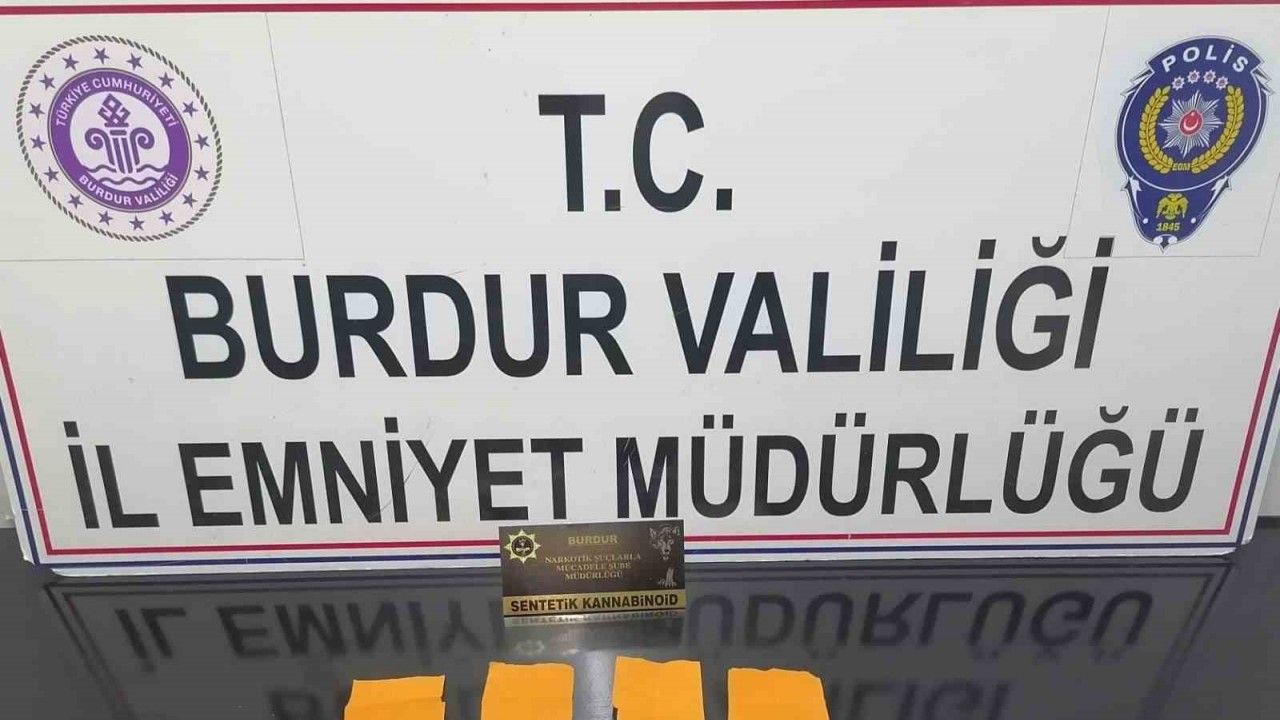 TÜRKİYE CUMHURİYETİ
BURDUR VALİLİĞİ
POLİS
EGM
1845
T.C.
BURDUR VALİLİĞİ
İL EMNİYET MÜDÜRLÜĞÜ
BURDUR
NARKOTİK SUÇLARLA
MÜCADELE ŞUBE
MÜDÜRLÜĞÜ
SENTETİK KANNABİNOİD